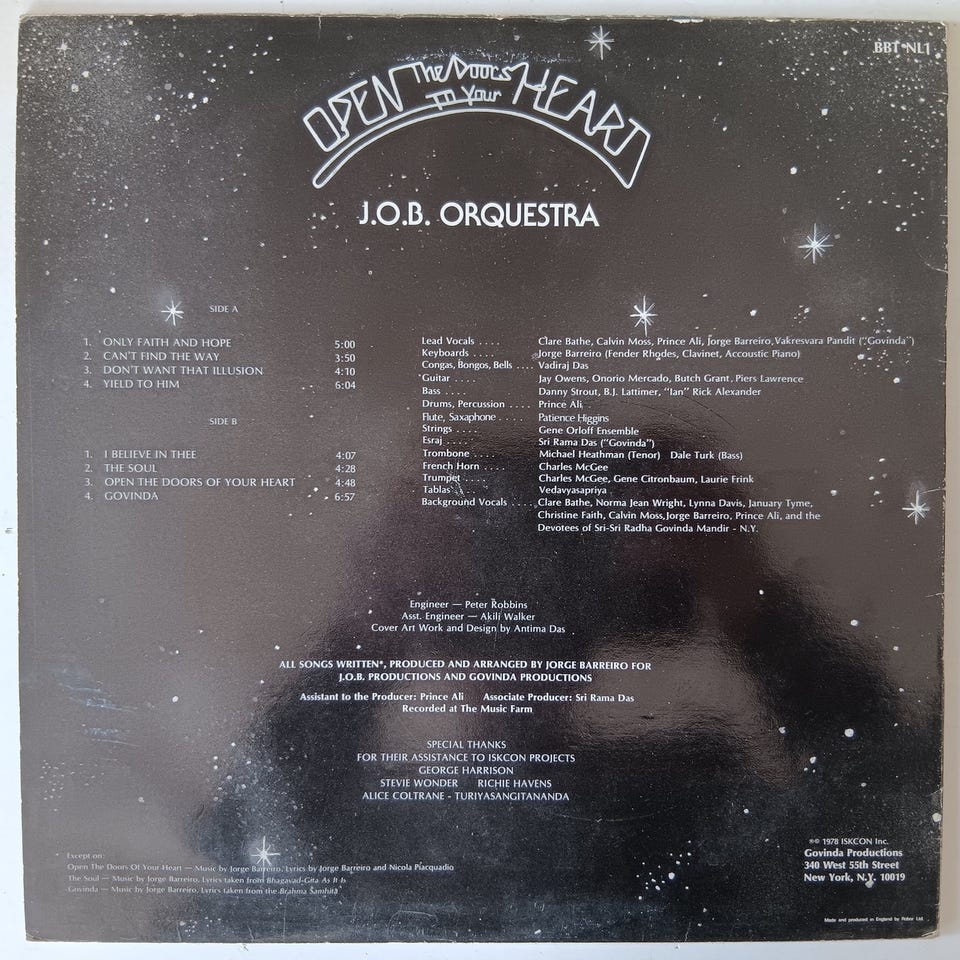 BBT NL1
OPEN The Doors To Your HEART
J.O.B. ORQUESTRA
SIDE A
1. ONLY FAITH AND HOPE 5:00
2. CAN'T FIND THE WAY 3:50
3. DON'T WANT THAT ILLUSION 4:10
4. YIELD TO HIM 6:04
SIDE B
1. I BELIEVE IN THEE 4:07
2. THE SOUL 4:28
3. OPEN THE DOORS OF YOUR HEART 4:48
4. GOVINDA 6:57
Lead Vocals . . . . Clare Bathe, Calvin Moss, Prince Ali, Jorge Barreiro, Vakresvara Pandit ("Govinda")
Keyboards . . . . Jorge Barreiro (Fender Rhodes, Clavinet, Accoustic Piano)
Congas, Bongos, Bells . . . . Vadiraj Das
Guitar . . . . Jay Owens, Onorio Mercado, Butch Grant, Piers Lawrence
Bass . . . . Danny Strout, B.J. Lattimer, "Ian" Rick Alexander
Drums, Percussion . . . . Prince Ali
Flute, Saxophone . . . . Patience Higgins
Strings . . . . Gene Orloff Ensemble
Esraj . . . . Sri Rama Das ("Govinda")
Trombone . . . . Michael Heathman (Tenor) Dale Turk (Bass)
French Horn . . . . Charles McGee
Trumpet . . . . Charles McGee, Gene Citronbaum, Laurie Frink
Tablas . . . . Vedavyasapriya
Background Vocals . . . . Clare Bathe, Norma Jean Wright, Lynna Davis, January Tyme,
Christine Faith, Calvin Moss, Jorge Barreiro, Prince Ali, and the
Devotees of Sri-Sri Radha Govinda Mandir - N.Y.
Engineer — Peter Robbins
Asst. Engineer — Akili Walker
Cover Art Work and Design by Antima Das
ALL SONGS WRITTEN*, PRODUCED AND ARRANGED BY JORGE BARREIRO FOR
J.O.B. PRODUCTIONS AND GOVINDA PRODUCTIONS
Assistant to the Producer: Prince Ali Associate Producer: Sri Rama Das
Recorded at The Music Farm
SPECIAL THANKS
FOR THEIR ASSISTANCE TO ISKCON PROJECTS
GEORGE HARRISON
STEVIE WONDER RICHIE HAVENS
ALICE COLTRANE - TURIYASANGITANANDA
*Except on:
Open The Doors Of Your Heart — Music by Jorge Barreiro, Lyrics by Jorge Barreiro and Nicola Piacquadio
The Soul — Music by Jorge Barreiro, Lyrics taken from Bhagavad-Gita As It Is
Govinda — Music by Jorge Barreiro, Lyrics taken from the Brahma Samhita
℗© 1978 ISKCON Inc.
Govinda Productions
340 West 55th Street
New York, N.Y. 10019
Made and produced in England by Robor Ltd.